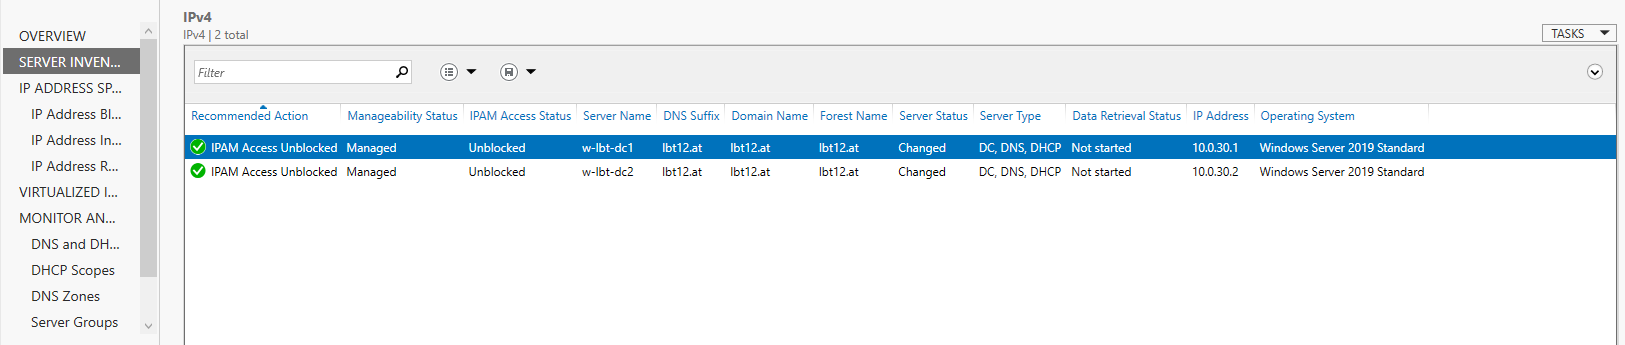 IPv4
IPv4 | 2 total
TASKS
OVERVIEW
SERVER INVEN...
IP ADDRESS SP...
IP Address Bl...
IP Address In...
IP Address R...
VIRTUALIZED I...
MONITOR AN...
DNS and DH...
DHCP Scopes
DNS Zones
Server Groups
Filter
Recommended Action Manageability Status IPAM Access Status Server Name DNS Suffix Domain Name Forest Name Server Status Server Type Data Retrieval Status IP Address Operating System
IPAM Access Unblocked Managed Unblocked w-lbt-dc1 lbt12.at lbt12.at lbt12.at Changed DC, DNS, DHCP Not started 10.0.30.1 Windows Server 2019 Standard
IPAM Access Unblocked Managed Unblocked w-lbt-dc2 lbt12.at lbt12.at lbt12.at Changed DC, DNS, DHCP Not started 10.0.30.2 Windows Server 2019 Standard